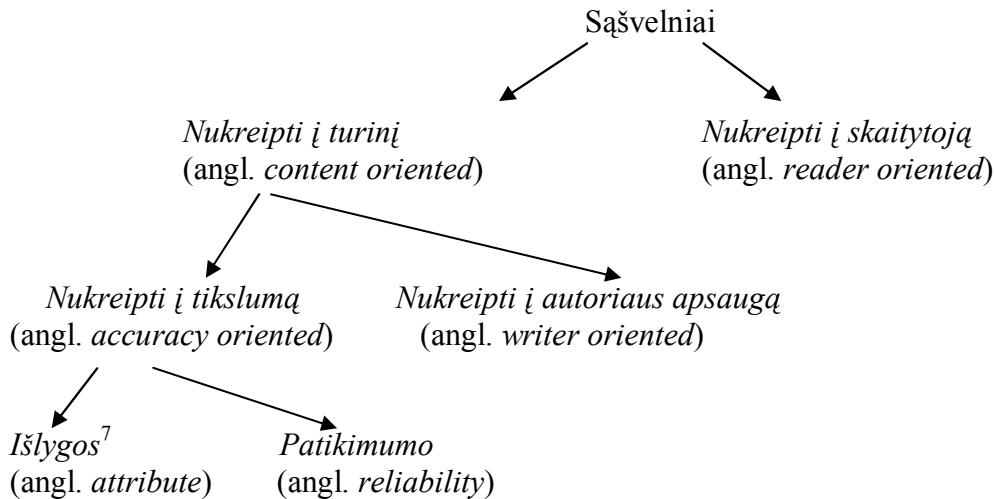 Sąšvelniai
Nukreipti į turinį
(angl. content oriented)
Nukreipti į skaitytoją
(angl. reader oriented)
Nukreipti į tikslumą
(angl. accuracy oriented)
Nukreipti į autoriaus apsaugą
(angl. writer oriented)
Išlygos⁷
(angl. attribute)
Patikimumo
(angl. reliability)